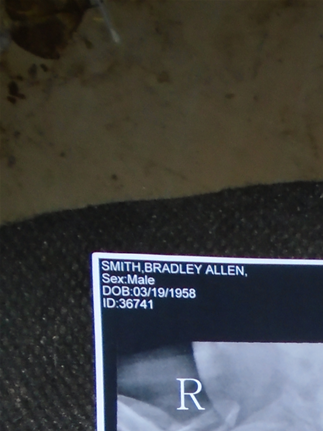 SMITH,BRADLEY ALLEN,
Sex:Male
DOB:03/19/1958
ID:36741
R